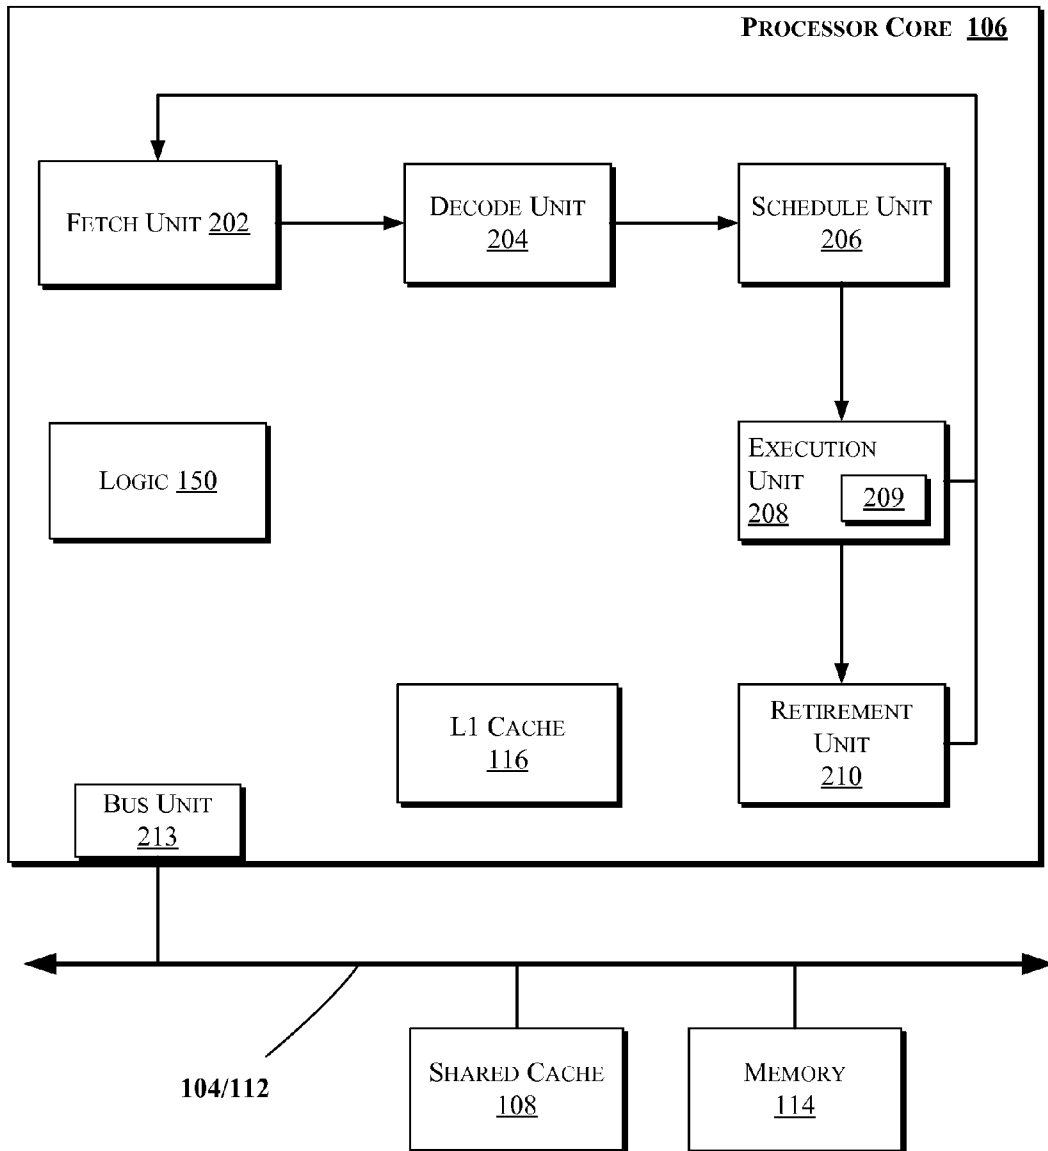 PROCESSOR CORE 106
FETCH UNIT 202
DECODE UNIT
204
SCHEDULE UNIT
206
LOGIC 150
EXECUTION
UNIT
208
209
L1 CACHE
116
RETIREMENT
UNIT
210
BUS UNIT
213
104/112
SHARED CACHE
108
MEMORY
114